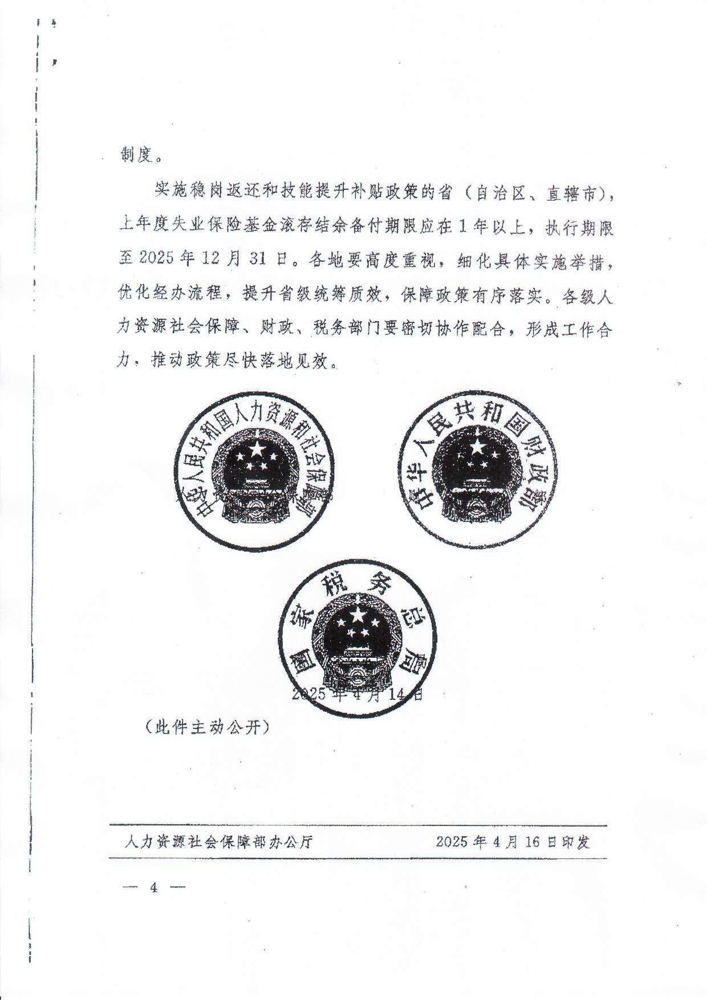 制度。
实施稳岗返还和技能提升补贴政策的省（自治区、直辖市），
上年度失业保险基金滚存结余备付期限应在1年以上，执行期限
至2025年12月31日。各地要高度重视，细化具体实施举措，
优化经办流程，提升省级统筹质效，保障政策有序落实。各级人
力资源社会保障、财政、税务部门要密切协作配合，形成工作合
力，推动政策尽快落地见效。
中华人民共和国人力资源和社会保障部
中华人民共和国财政部
国家税务总局
2025年4月14日
（此件主动公开）
人力资源社会保障部办公厅 2025年4月16日印发
— 4 —